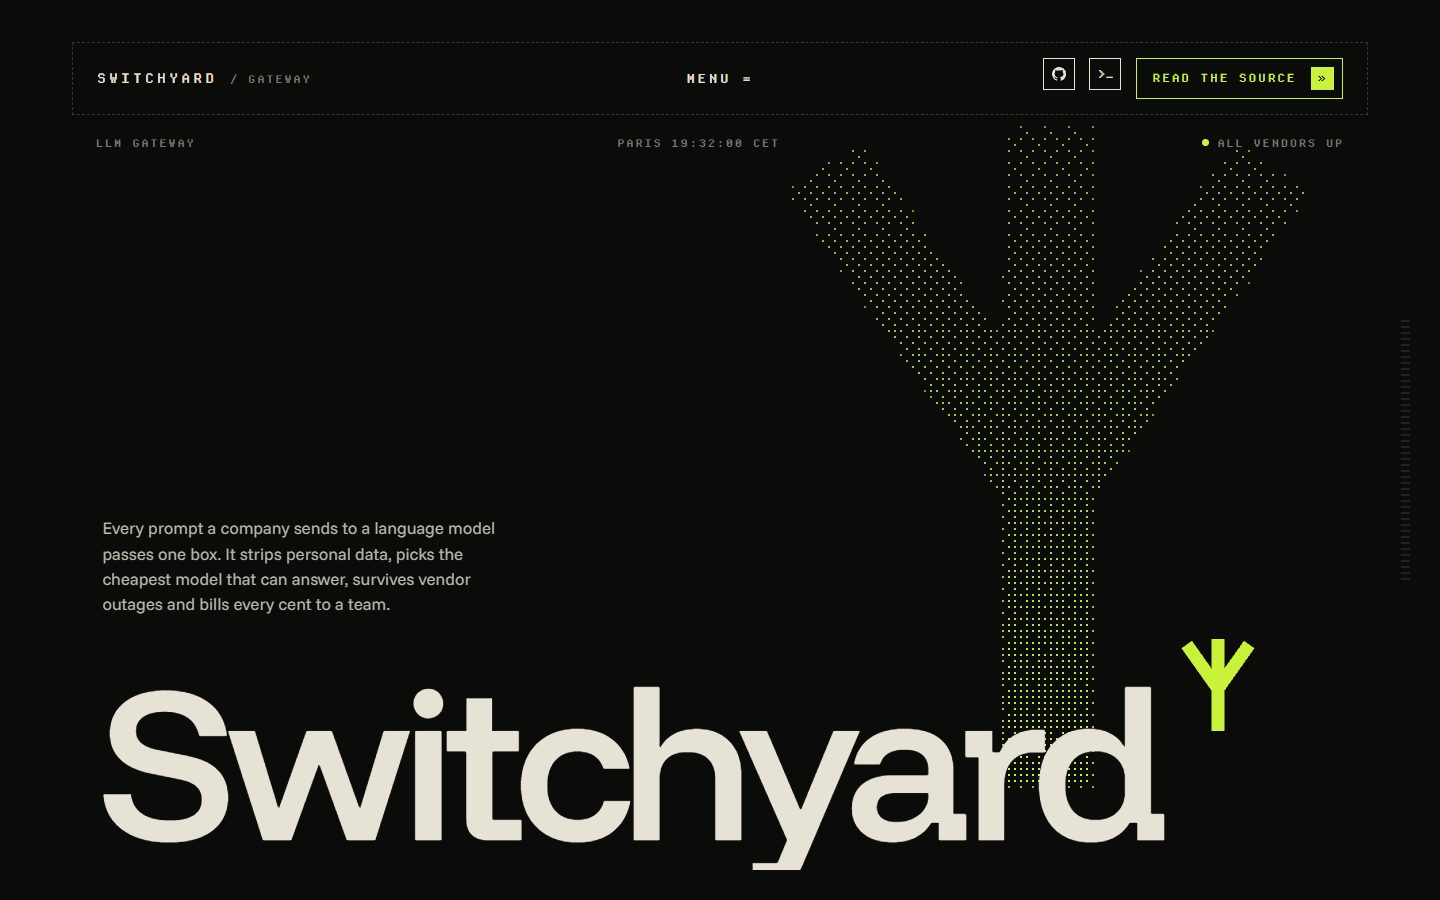 SWITCHYARD / GATEWAY
MENU =
>_
READ THE SOURCE »
LLM GATEWAY
PARIS 19:32:00 CET
ALL VENDORS UP
Every prompt a company sends to a language model
passes one box. It strips personal data, picks the
cheapest model that can answer, survives vendor
outages and bills every cent to a team.
Switchyard